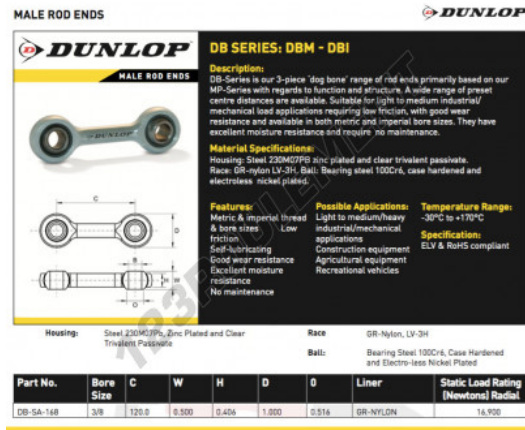 MALE ROD ENDS
DUNLOP
DUNLOP
MALE ROD ENDS
DB SERIES: DBM - DBI
Description:
DB-Series is our 3-piece 'dog bone' range of rod ends primarily based on our
MP-Series with regards to function and structure. A wide range of preset
centre distances are available. Suitable for light to medium industrial/
mechanical load applications requiring low friction, with good wear
resistance and available in both metric and imperial bore sizes. They have
excellent moisture resistance and require no maintenance.
Material Specifications:
Housing: Steel 230M07PB zinc plated and clear trivalent passivate.
Race: GR-nylon LV-3H. Ball: Bearing steel 100Cr6, case hardened and
electroless nickel plated.
DUNLOP
Features:
Metric & imperial thread
& bore sizes Low
friction
Self-lubricating
Good wear resistance
Excellent moisture
resistance
No maintenance
Possible Applications:
Light to medium/heavy
industrial/mechanical
applications
Construction equipment
Agricultural equipment
Recreational vehicles
Temperature Range:
-30°C to +170°C
Specification:
ELV & RoHS compliant
C
D
B
H
W
O
Housing: Steel 230M07Pb, Zinc Plated and Clear
Trivalent Passivate
Race GR-Nylon, LV-3H
Ball: Bearing Steel 100Cr6, Case Hardened
and Electro-less Nickel Plated
Part No. Bore Size C W H D 0 Liner Static Load Rating (Newtons) Radial
DB-SA-168 3/8 120.0 0.500 0.406 1.000 0.516 GR-NYLON 16,900
123ROULEMENT